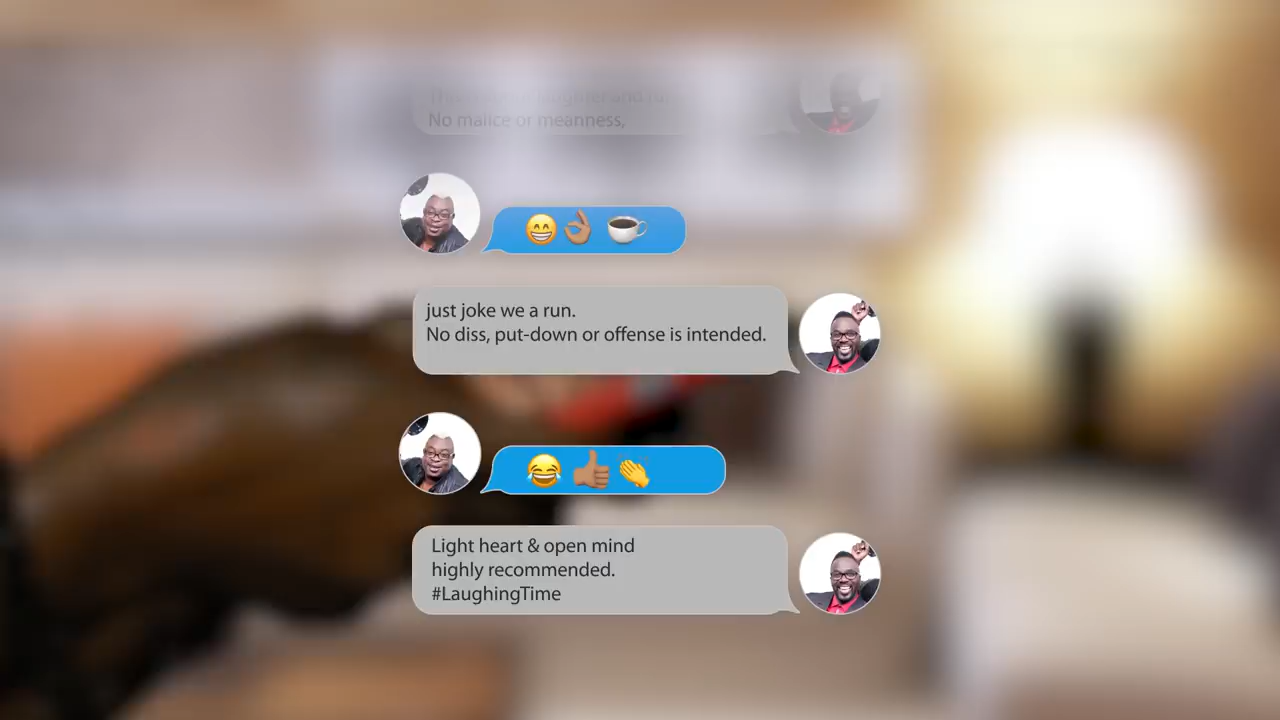 No malice or meanness,
😁👌🏾 ☕
just joke we a run.
No diss, put-down or offense is intended.
😂 👍🏾 👏
Light heart & open mind
highly recommended.
#LaughingTime